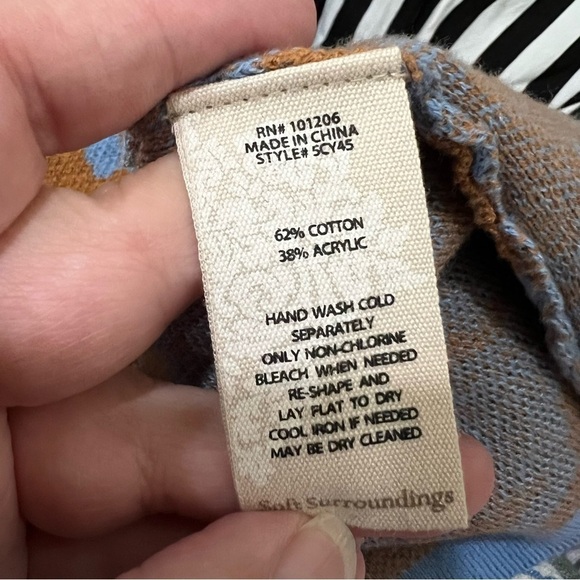 RN# 101206
MADE IN CHINA
STYLE# 5CY45
62% COTTON
38% ACRYLIC
HAND WASH COLD
SEPARATELY
ONLY NON-CHLORINE
BLEACH WHEN NEEDED
RE-SHAPE AND
LAY FLAT TO DRY
COOL IRON IF NEEDED
MAY BE DRY CLEANED
Soft Surroundings